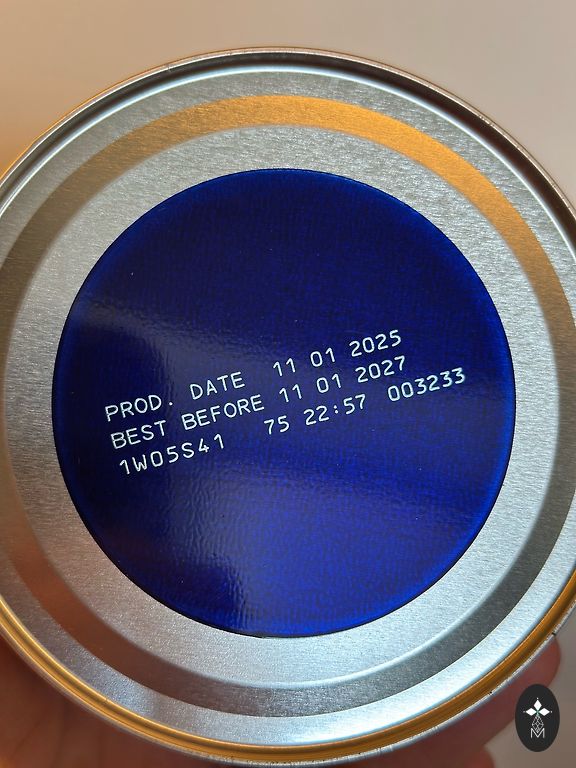 PROD. DATE 11 01 2025
BEST BEFORE 11 01 2027
1W05S41 75 22:57 003233
M